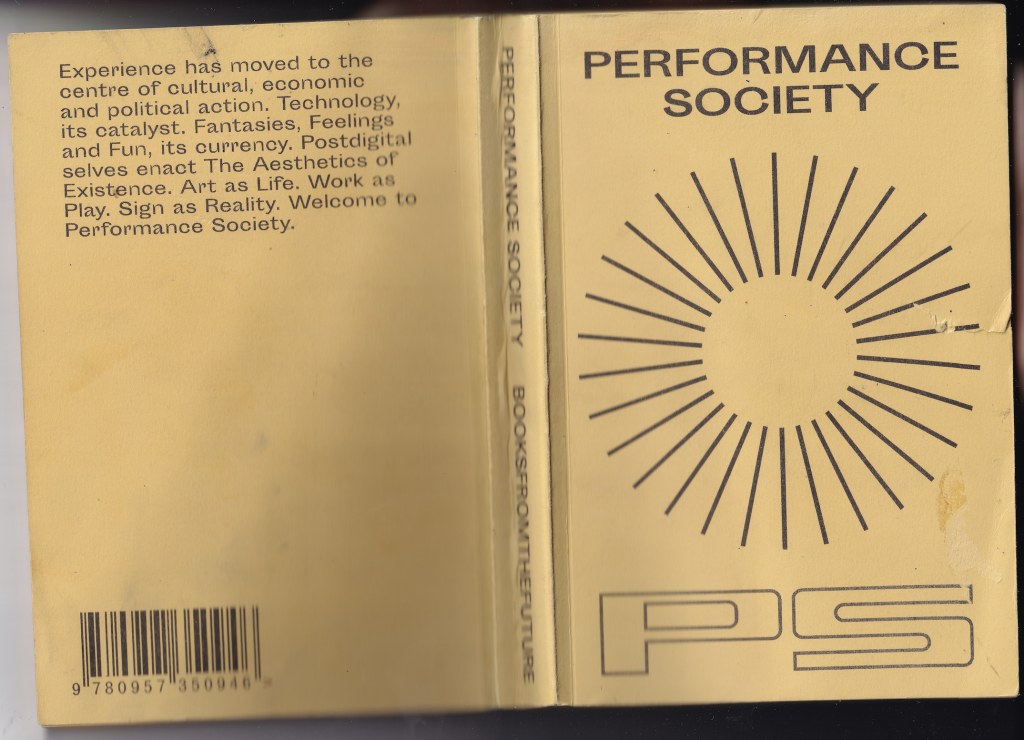 Experience has moved to the
centre of cultural, economic
and political action. Technology,
its catalyst. Fantasies, Feelings
and Fun, its currency. Postdigital
selves enact The Aesthetics of
Existence. Art as Life. Work as
Play. Sign as Reality. Welcome to
Performance Society.
9 780957 350946 >
PERFORMANCE SOCIETY BOOKSFROMTHEFUTURE
PERFORMANCE
SOCIETY
PS